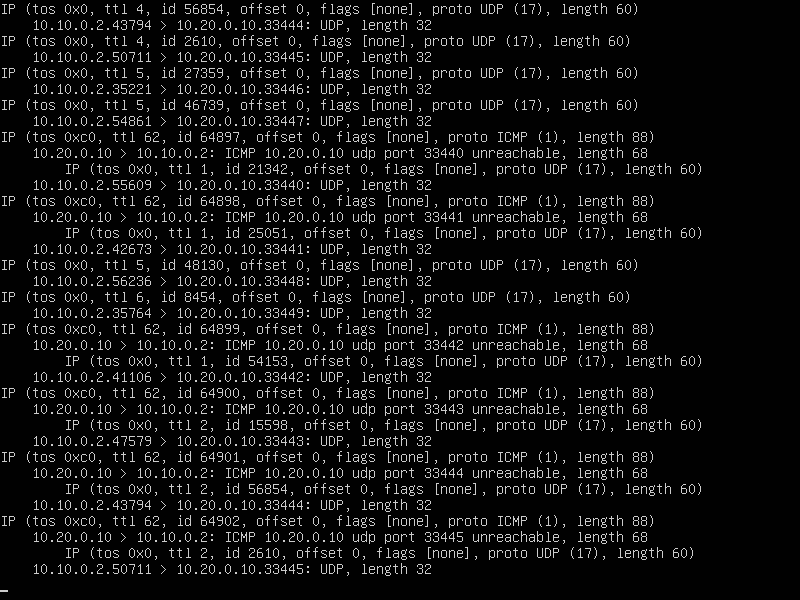 IP (tos 0x0, ttl 4, id 56854, offset 0, flags [none], proto UDP (17), length 60)
    10.10.0.2.43794 > 10.20.0.10.33444: UDP, length 32
IP (tos 0x0, ttl 4, id 2610, offset 0, flags [none], proto UDP (17), length 60)
    10.10.0.2.50711 > 10.20.0.10.33445: UDP, length 32
IP (tos 0x0, ttl 5, id 27359, offset 0, flags [none], proto UDP (17), length 60)
    10.10.0.2.35221 > 10.20.0.10.33446: UDP, length 32
IP (tos 0x0, ttl 5, id 46739, offset 0, flags [none], proto UDP (17), length 60)
    10.10.0.2.54861 > 10.20.0.10.33447: UDP, length 32
IP (tos 0xc0, ttl 62, id 64897, offset 0, flags [none], proto ICMP (1), length 88)
    10.20.0.10 > 10.10.0.2: ICMP 10.20.0.10 udp port 33440 unreachable, length 68
        IP (tos 0x0, ttl 1, id 21342, offset 0, flags [none], proto UDP (17), length 60)
    10.10.0.2.55609 > 10.20.0.10.33440: UDP, length 32
IP (tos 0xc0, ttl 62, id 64898, offset 0, flags [none], proto ICMP (1), length 88)
    10.20.0.10 > 10.10.0.2: ICMP 10.20.0.10 udp port 33441 unreachable, length 68
        IP (tos 0x0, ttl 1, id 25051, offset 0, flags [none], proto UDP (17), length 60)
    10.10.0.2.42673 > 10.20.0.10.33441: UDP, length 32
IP (tos 0x0, ttl 5, id 48130, offset 0, flags [none], proto UDP (17), length 60)
    10.10.0.2.56236 > 10.20.0.10.33448: UDP, length 32
IP (tos 0x0, ttl 6, id 8454, offset 0, flags [none], proto UDP (17), length 60)
    10.10.0.2.35764 > 10.20.0.10.33449: UDP, length 32
IP (tos 0xc0, ttl 62, id 64899, offset 0, flags [none], proto ICMP (1), length 88)
    10.20.0.10 > 10.10.0.2: ICMP 10.20.0.10 udp port 33442 unreachable, length 68
        IP (tos 0x0, ttl 1, id 54153, offset 0, flags [none], proto UDP (17), length 60)
    10.10.0.2.41106 > 10.20.0.10.33442: UDP, length 32
IP (tos 0xc0, ttl 62, id 64900, offset 0, flags [none], proto ICMP (1), length 88)
    10.20.0.10 > 10.10.0.2: ICMP 10.20.0.10 udp port 33443 unreachable, length 68
        IP (tos 0x0, ttl 2, id 15598, offset 0, flags [none], proto UDP (17), length 60)
    10.10.0.2.47579 > 10.20.0.10.33443: UDP, length 32
IP (tos 0xc0, ttl 62, id 64901, offset 0, flags [none], proto ICMP (1), length 88)
    10.20.0.10 > 10.10.0.2: ICMP 10.20.0.10 udp port 33444 unreachable, length 68
        IP (tos 0x0, ttl 2, id 56854, offset 0, flags [none], proto UDP (17), length 60)
    10.10.0.2.43794 > 10.20.0.10.33444: UDP, length 32
IP (tos 0xc0, ttl 62, id 64902, offset 0, flags [none], proto ICMP (1), length 88)
    10.20.0.10 > 10.10.0.2: ICMP 10.20.0.10 udp port 33445 unreachable, length 68
        IP (tos 0x0, ttl 2, id 2610, offset 0, flags [none], proto UDP (17), length 60)
    10.10.0.2.50711 > 10.20.0.10.33445: UDP, length 32